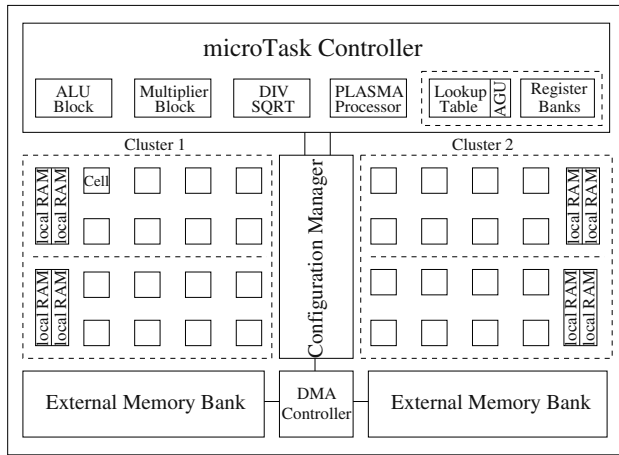 microTask Controller
ALU
Block
Multiplier
Block
DIV
SQRT
PLASMA
Processor
Lookup
Table
AGU
Register
Banks
Cluster 1
Cluster 2
local RAM
local RAM
Cell
local RAM
local RAM
Configuration Manager
local RAM
local RAM
local RAM
local RAM
External Memory Bank
DMA
Controller
External Memory Bank